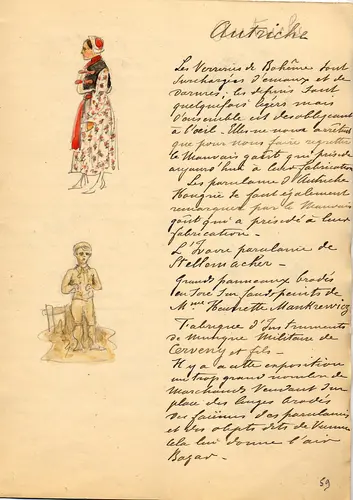 Autriche
Les Verreries de Bohême sont
surchargées d'émaux et de
dorures; les dessins sont
quelquefois légers mais
l'ensemble est désobligeant
à l'oeil. Elles ne nous arrêtent
que pour nous faire regretter
le Mauvais goût qui préside
aujourd'hui à leur fabrication
Les porcelaines d'Autriche
Hongrie se font également
remarquer par le Mauvais
goût qui a présidé à leur
fabrication.
L'Ivoire porcelaine de
Stellmacher.
Grands panneaux brodés
en soie sur fonds peints de
Mme Henriette Mankiewicz
Fabrique d'Instruments
de musique Militaire de
Cerveny et fils.
Il y a à cette exposition
un trop grand nombre de
Marchands vendant sur
place des linges brodés
des faïences des porcelaines
et des objets dits de Vienne
cela lui donne l'air
Bazar.
59